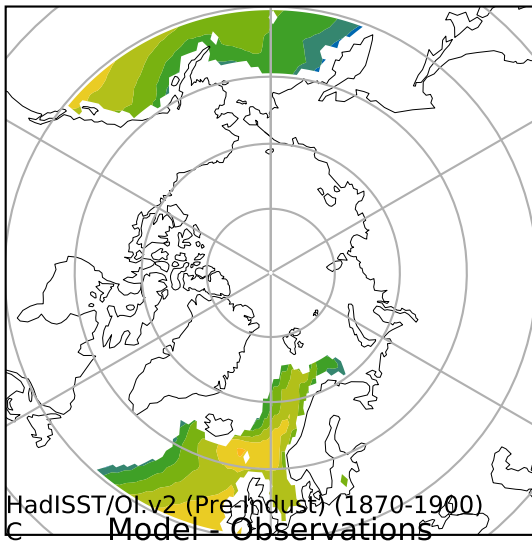 HadISST/OI.v2 (Pre-Indust) (1870-1900)
C Model - Observations